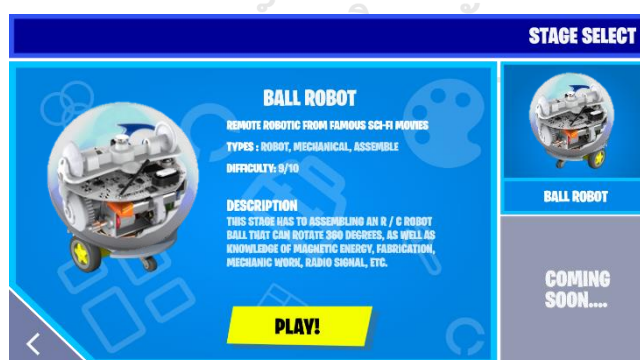 STAGE SELECT
BALL ROBOT
REMOTE ROBOTIC FROM FAMOUS SCI-FI MOVIES
TYPES : ROBOT, MECHANICAL, ASSEMBLE
DIFFICULTY: 9/10
DESCRIPTION
THIS STAGE HAS TO ASSEMBLING AN R / C ROBOT
BALL THAT CAN ROTATE 360 DEGREES, AS WELL AS
KNOWLEDGE OF MAGNETIC ENERGY, FABRICATION,
MECHANIC WORK, RADIO SIGNAL, ETC.
PLAY!
BALL ROBOT
COMING
SOON....